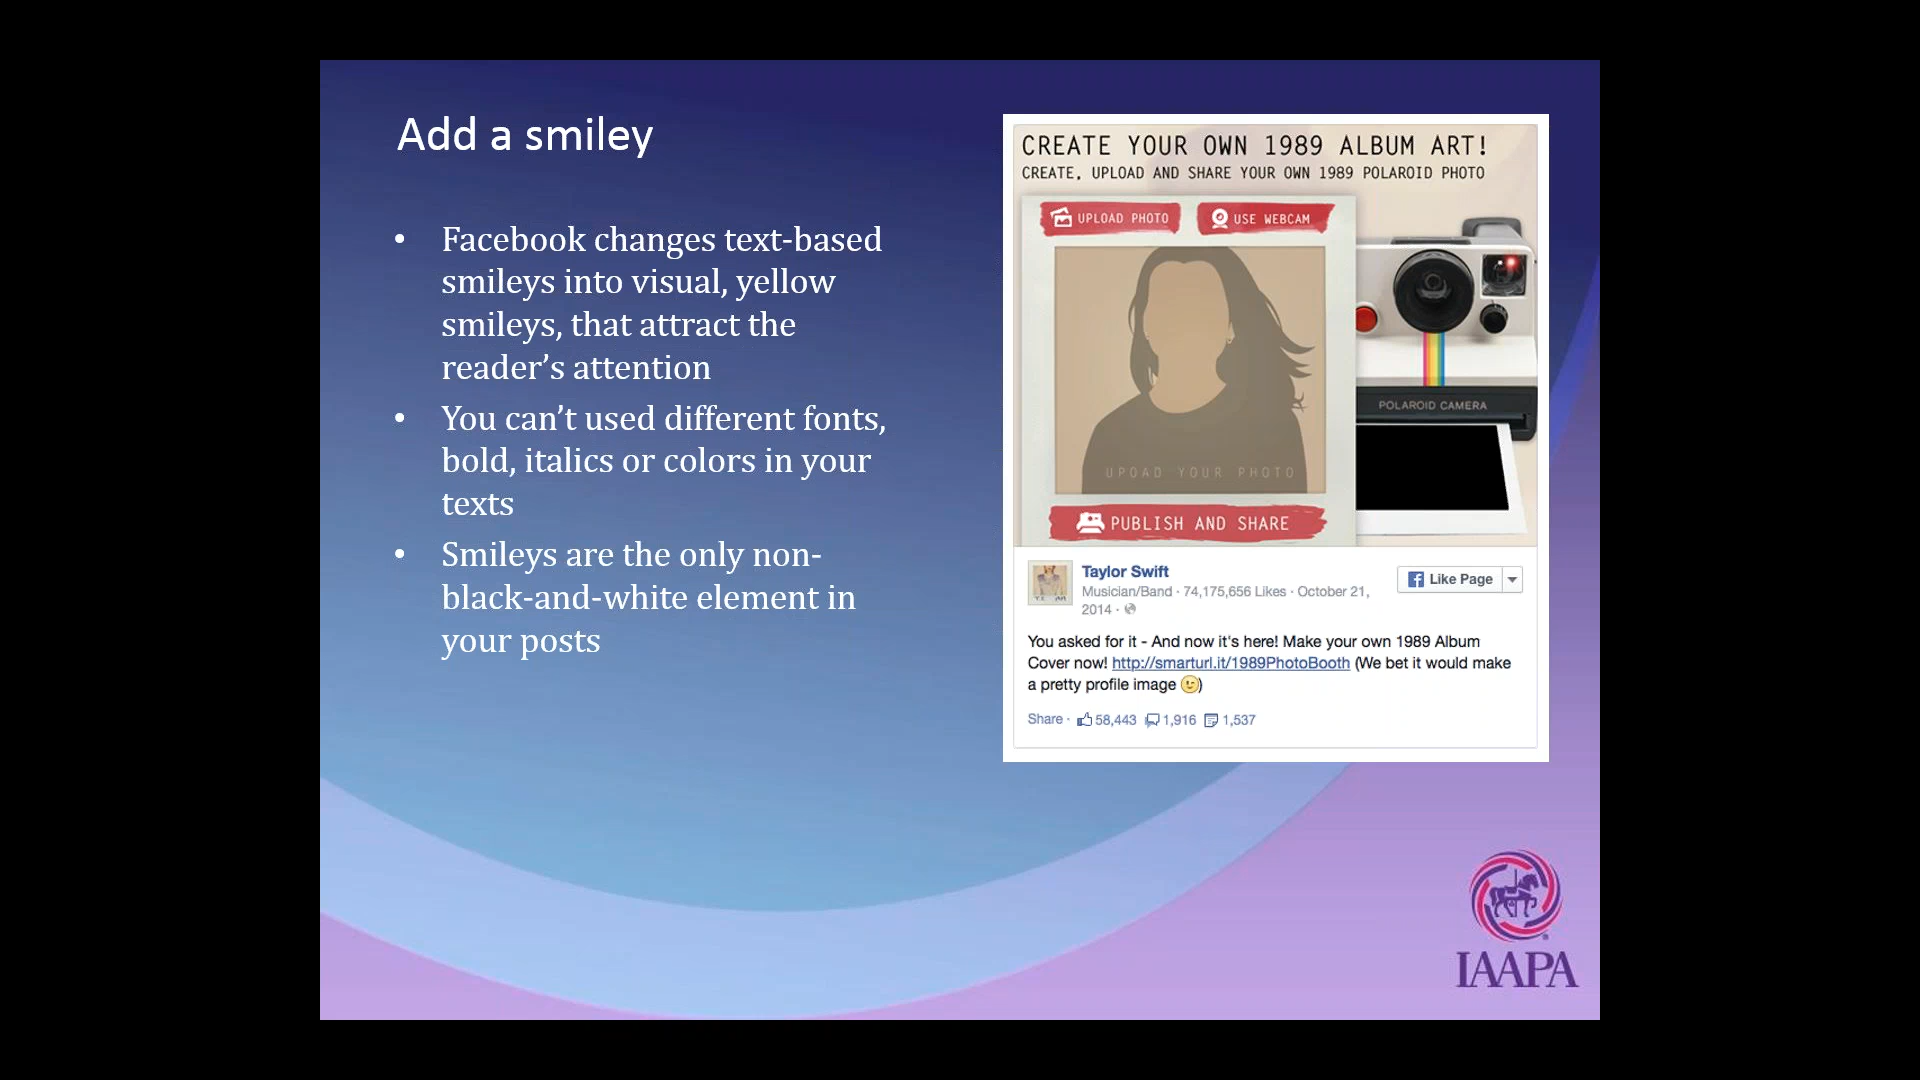 Add a smiley
• Facebook changes text-based
smileys into visual, yellow
smileys, that attract the
reader’s attention
• You can’t used different fonts,
bold, italics or colors in your
texts
• Smileys are the only non-
black-and-white element in
your posts
CREATE YOUR OWN 1989 ALBUM ART!
CREATE, UPLOAD AND SHARE YOUR OWN 1989 POLAROID PHOTO
UPLOAD PHOTO
USE WEBCAM
POLAROID CAMERA
UPOAD YOUR PHOTO
PUBLISH AND SHARE
Taylor Swift
Like Page
Musician/Band · 74,175,656 Likes · October 21,
2014 ·
You asked for it - And now it's here! Make your own 1989 Album
Cover now! http://smarturl.it/1989PhotoBooth (We bet it would make
a pretty profile image 😉)
Share · 58,443 1,916 1,537
IAAPA